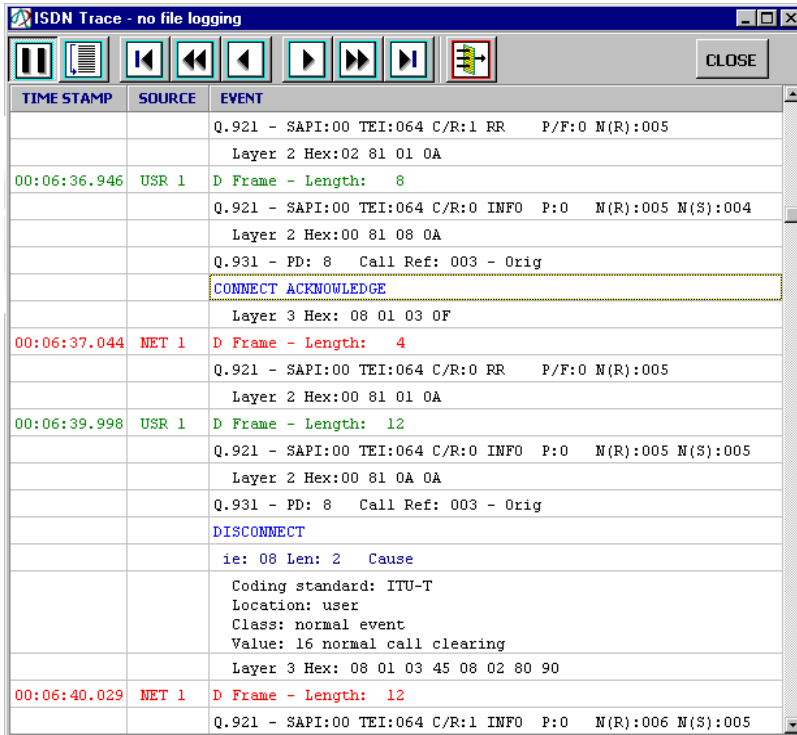 ISDN Trace - no file logging
CLOSE
TIME STAMP SOURCE EVENT
Q.921 - SAPI:00 TEI:064 C/R:1 RR P/F:0 N(R):005
Layer 2 Hex:02 81 01 0A
00:06:36.946 USR 1 D Frame - Length: 8
Q.921 - SAPI:00 TEI:064 C/R:0 INFO P:0 N(R):005 N(S):004
Layer 2 Hex:00 81 08 0A
Q.931 - PD: 8 Call Ref: 003 - Orig
CONNECT ACKNOWLEDGE
Layer 3 Hex: 08 01 03 0F
00:06:37.044 NET 1 D Frame - Length: 4
Q.921 - SAPI:00 TEI:064 C/R:0 RR P/F:0 N(R):005
Layer 2 Hex:00 81 01 0A
00:06:39.998 USR 1 D Frame - Length: 12
Q.921 - SAPI:00 TEI:064 C/R:0 INFO P:0 N(R):005 N(S):005
Layer 2 Hex:00 81 0A 0A
Q.931 - PD: 8 Call Ref: 003 - Orig
DISCONNECT
ie: 08 Len: 2 Cause
Coding standard: ITU-T
Location: user
Class: normal event
Value: 16 normal call clearing
Layer 3 Hex: 08 01 03 45 08 02 80 90
00:06:40.029 NET 1 D Frame - Length: 12
Q.921 - SAPI:00 TEI:064 C/R:1 INFO P:0 N(R):006 N(S):005